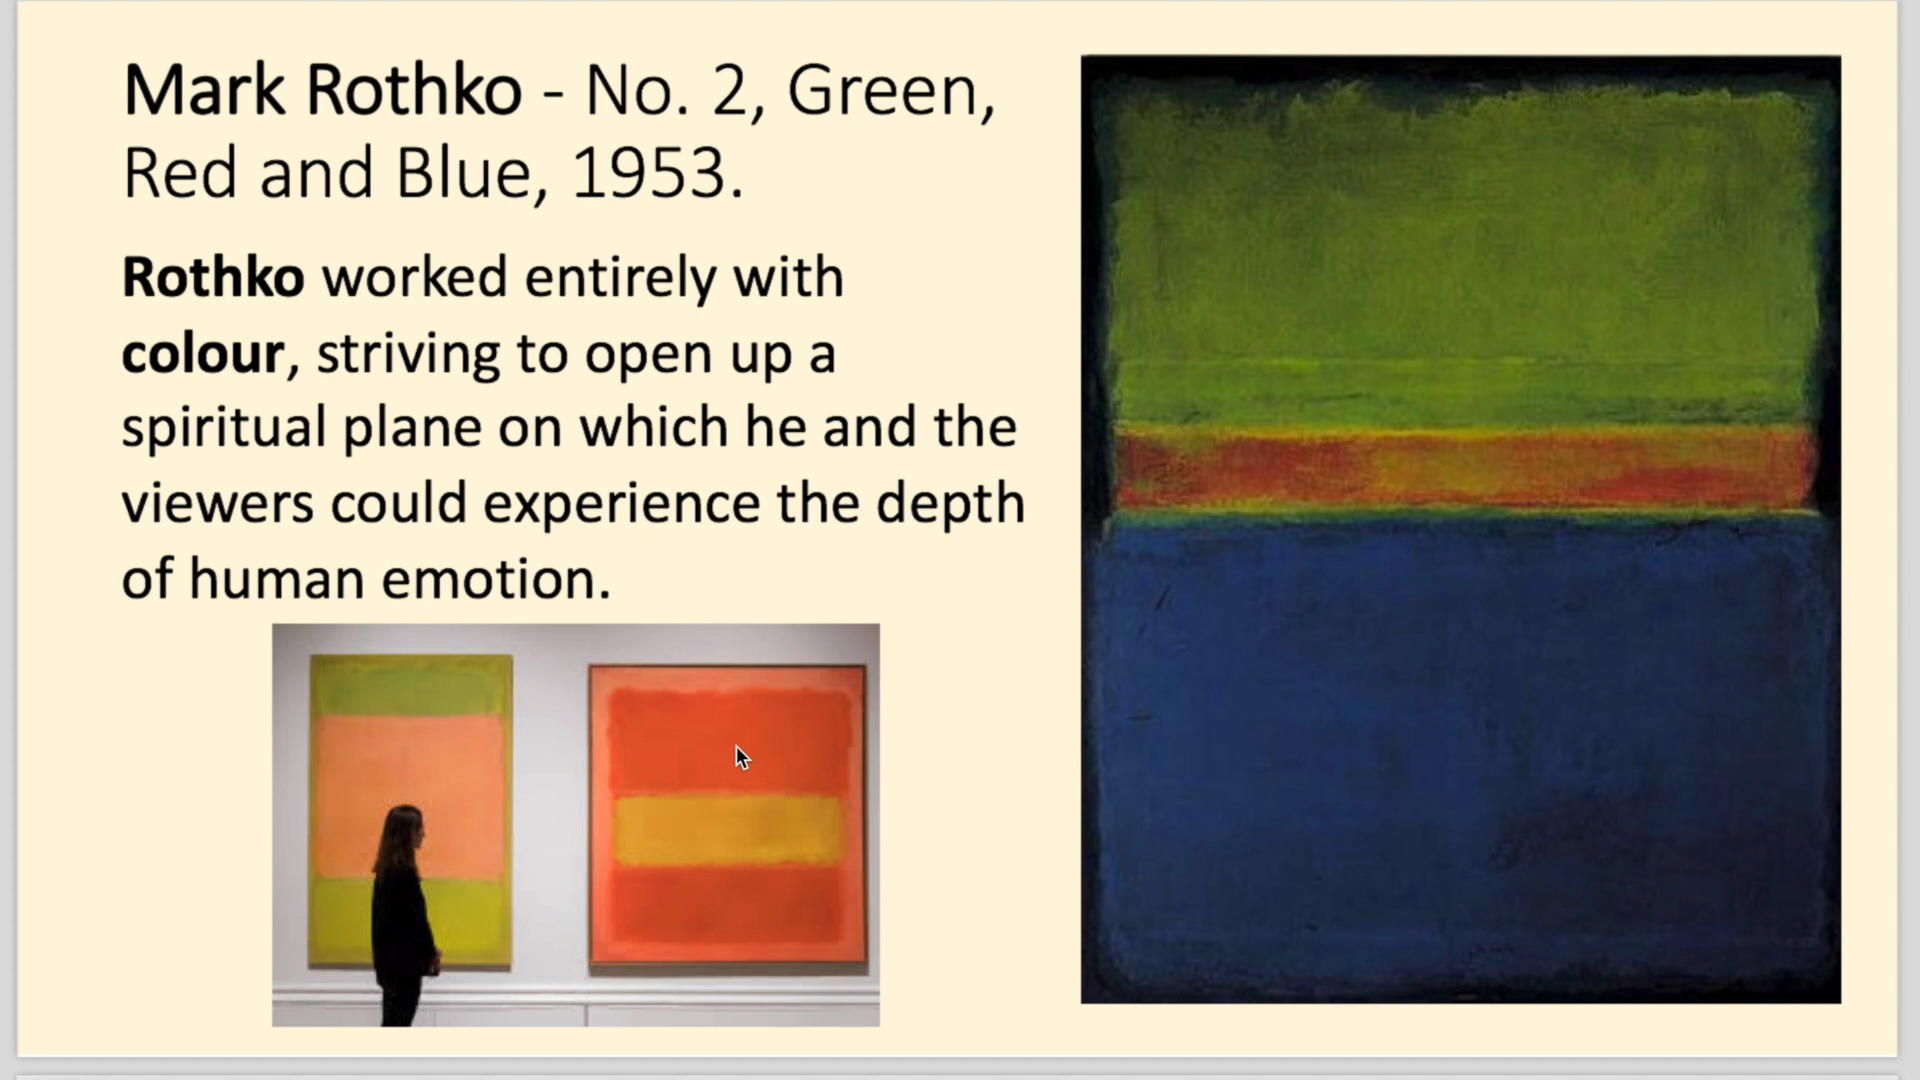 Mark Rothko - No. 2, Green,
Red and Blue, 1953.
Rothko worked entirely with
colour, striving to open up a
spiritual plane on which he and the
viewers could experience the depth
of human emotion.